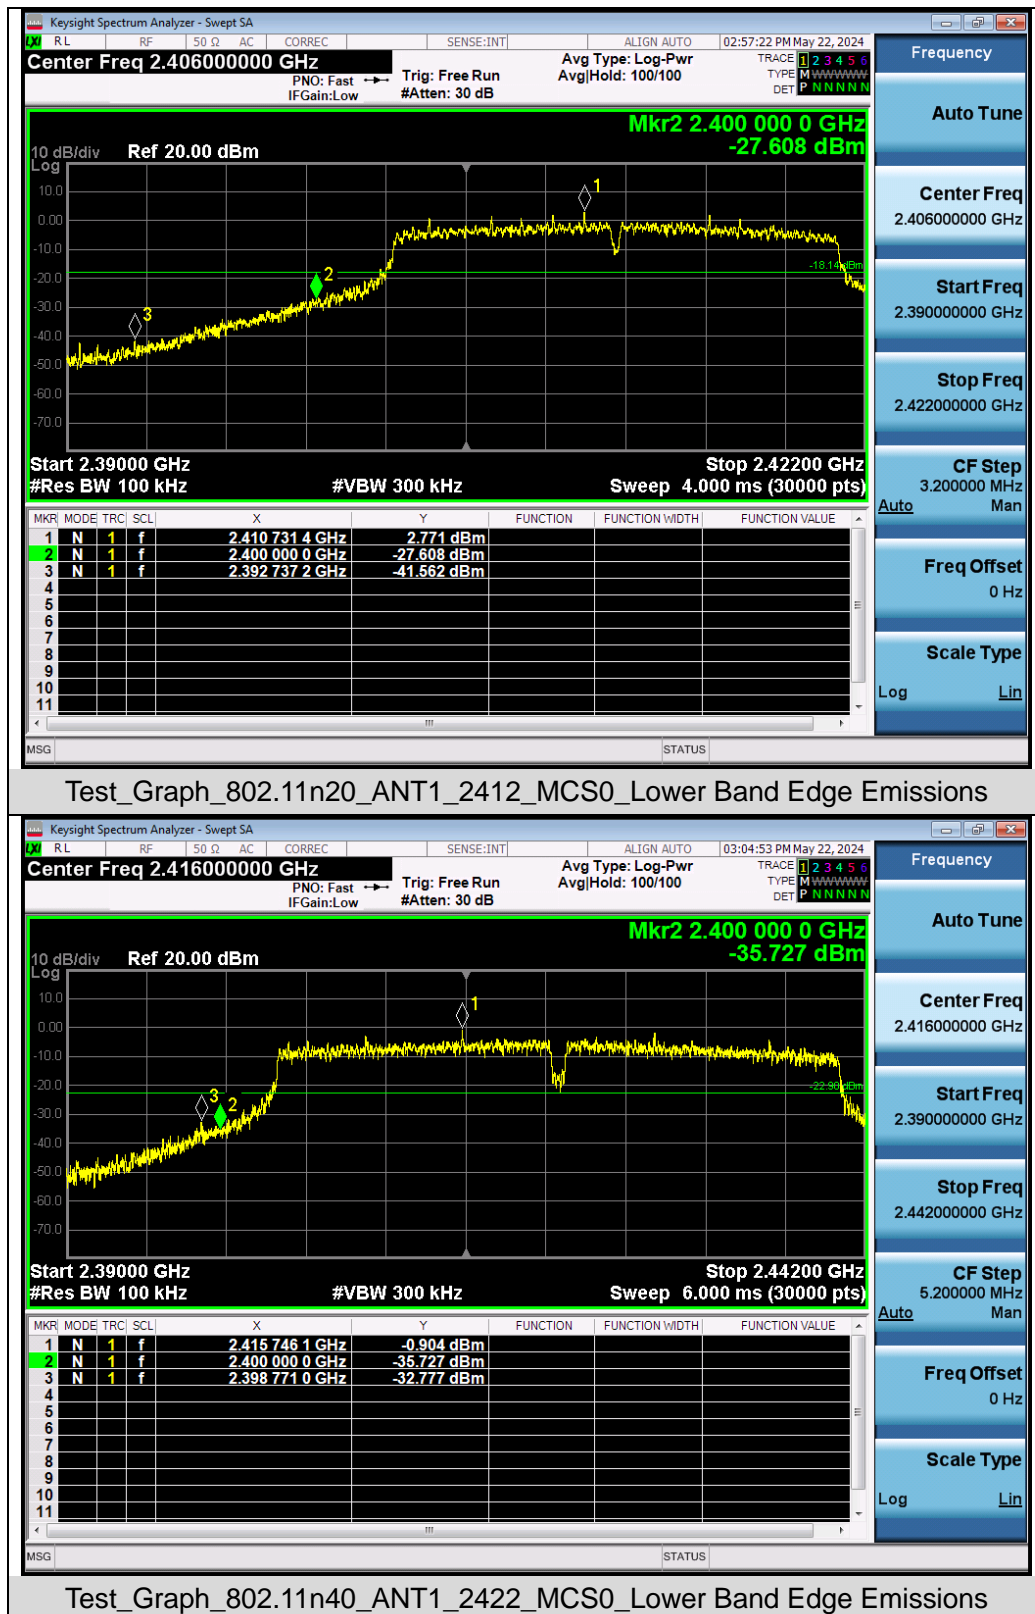 Keysight Spectrum Analyzer - Swept SA
LXI RL RF 50 Ω AC CORREC SENSE:INT ALIGN AUTO 02:57:22 PM May 22, 2024
Center Freq 2.406000000 GHz
PNO: Fast
IFGain:Low
Trig: Free Run
#Atten: 30 dB
Avg Type: Log-Pwr
Avg|Hold: 100/100
TRACE 1 2 3 4 5 6
TYPE M WWWWW
DET P N N N N N
Mkr2 2.400 000 0 GHz
-27.608 dBm
10 dB/div Ref 20.00 dBm
Log
10.0
0.00
-10.0
-20.0
-30.0
-40.0
-50.0
-60.0
-70.0
1
2
3
-18.14 dBm
Start 2.39000 GHz Stop 2.42200 GHz
#Res BW 100 kHz #VBW 300 kHz Sweep 4.000 ms (30000 pts)
MKR MODE TRC SCL X Y FUNCTION FUNCTION WIDTH FUNCTION VALUE
1 N 1 f 2.410 731 4 GHz 2.771 dBm
2 N 1 f 2.400 000 0 GHz -27.608 dBm
3 N 1 f 2.392 737 2 GHz -41.562 dBm
4
5
6
7
8
9
10
11
MSG STATUS
Frequency
Auto Tune
Center Freq
2.406000000 GHz
Start Freq
2.390000000 GHz
Stop Freq
2.422000000 GHz
CF Step
3.200000 MHz
Auto Man
Freq Offset
0 Hz
Scale Type
Log Lin
Test_Graph_802.11n20_ANT1_2412_MCS0_Lower Band Edge Emissions
Keysight Spectrum Analyzer - Swept SA
LXI RL RF 50 Ω AC CORREC SENSE:INT ALIGN AUTO 03:04:53 PM May 22, 2024
Center Freq 2.416000000 GHz
PNO: Fast
IFGain:Low
Trig: Free Run
#Atten: 30 dB
Avg Type: Log-Pwr
Avg|Hold: 100/100
TRACE 1 2 3 4 5 6
TYPE M WWWWW
DET P N N N N N
Mkr2 2.400 000 0 GHz
-35.727 dBm
10 dB/div Ref 20.00 dBm
Log
10.0
0.00
-10.0
-20.0
-30.0
-40.0
-50.0
-60.0
-70.0
1
3
2
-22.90 dBm
Start 2.39000 GHz Stop 2.44200 GHz
#Res BW 100 kHz #VBW 300 kHz Sweep 6.000 ms (30000 pts)
MKR MODE TRC SCL X Y FUNCTION FUNCTION WIDTH FUNCTION VALUE
1 N 1 f 2.415 746 1 GHz -0.904 dBm
2 N 1 f 2.400 000 0 GHz -35.727 dBm
3 N 1 f 2.398 771 0 GHz -32.777 dBm
4
5
6
7
8
9
10
11
MSG STATUS
Frequency
Auto Tune
Center Freq
2.416000000 GHz
Start Freq
2.390000000 GHz
Stop Freq
2.442000000 GHz
CF Step
5.200000 MHz
Auto Man
Freq Offset
0 Hz
Scale Type
Log Lin
Test_Graph_802.11n40_ANT1_2422_MCS0_Lower Band Edge Emissions